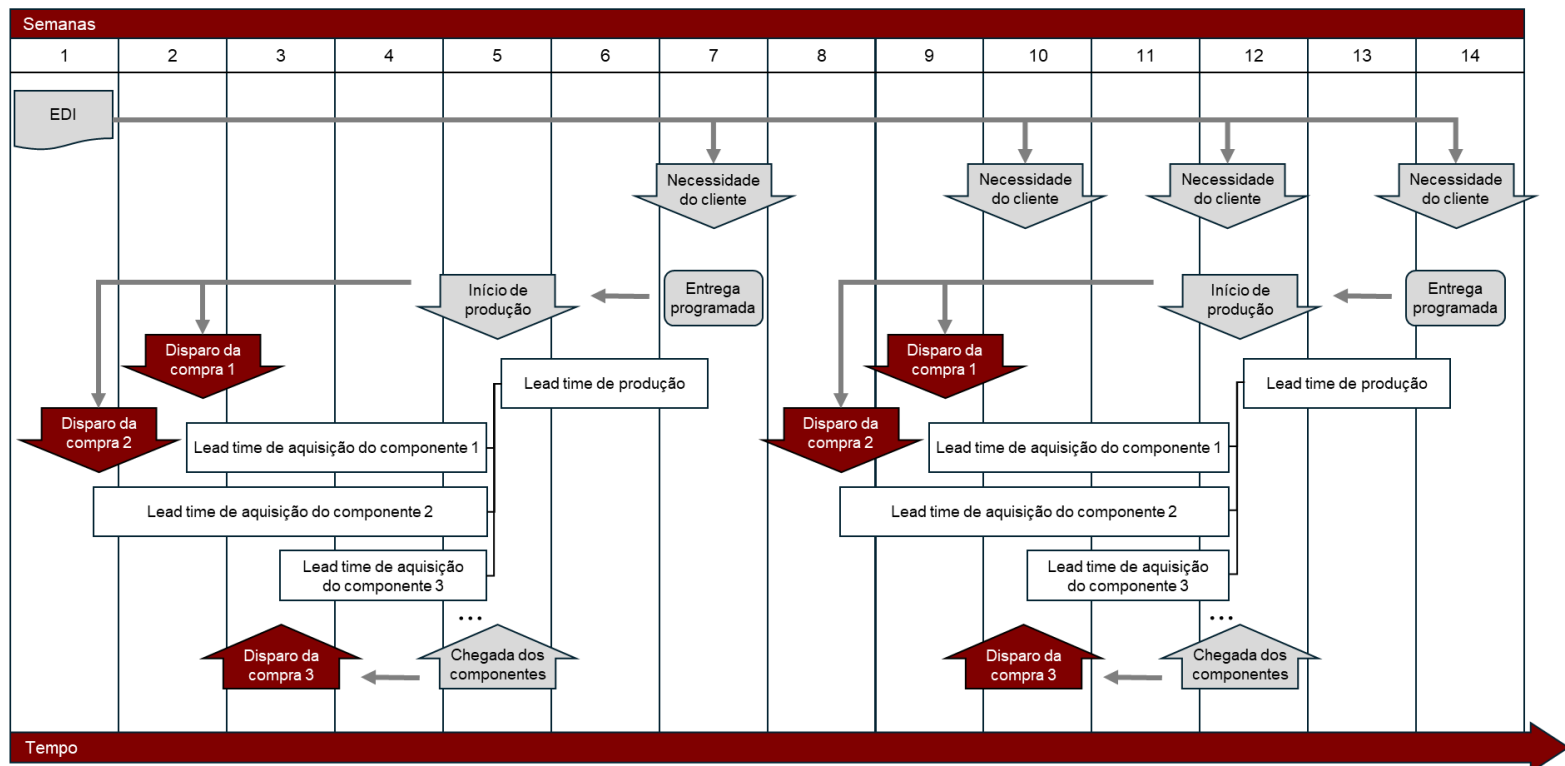 Semanas
1 2 3 4 5 6 7 8 9 10 11 12 13 14
EDI
Necessidade
do cliente
Necessidade
do cliente
Necessidade
do cliente
Necessidade
do cliente
Início de
produção
Entrega
programada
Início de
produção
Entrega
programada
Disparo da
compra 1
Disparo da
compra 1
Lead time de produção
Lead time de produção
Disparo da
compra 2
Disparo da
compra 2
Lead time de aquisição do componente 1
Lead time de aquisição do componente 1
Lead time de aquisição do componente 2
Lead time de aquisição do componente 2
Lead time de aquisição
do componente 3
Lead time de aquisição
do componente 3
...
...
Disparo da
compra 3
Chegada dos
componentes
Disparo da
compra 3
Chegada dos
componentes
Tempo